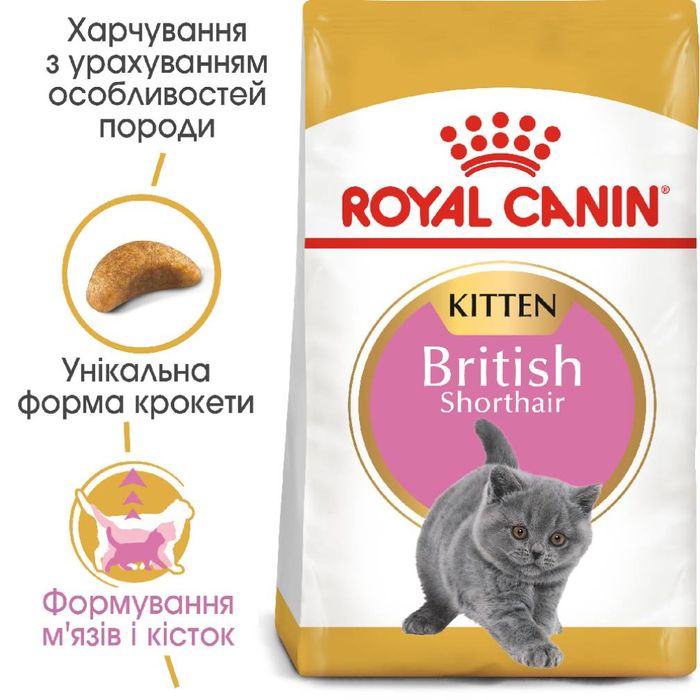 Харчування
з урахуванням
особливостей
породи
Унікальна
форма крокети
Формування
м'язів і кісток
ROYAL CANIN®
KITTEN
British
Shorthair